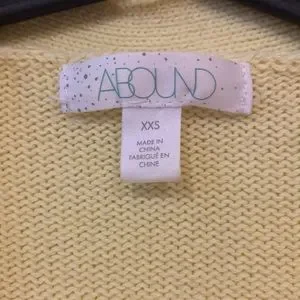 ABOUND
XXS
MADE IN
CHINA
FABRIQUÉ EN
CHINE